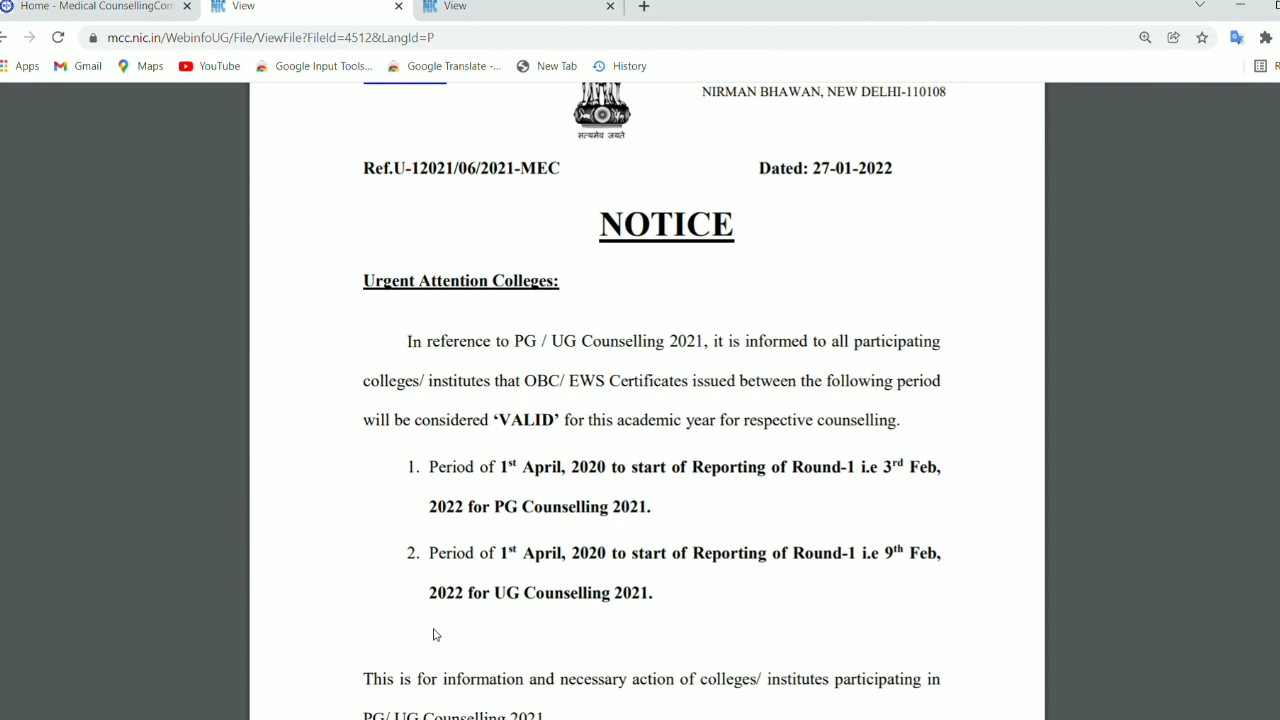 Home - Medical CounsellingCom
View
View
mcc.nic.in/WebinfoUG/File/ViewFile?FileId=4512&LangId=P
Apps
Gmail
Maps
YouTube
Google Input Tools...
Google Translate -...
New Tab
History
NIRMAN BHAWAN, NEW DELHI-110108
सत्यमेव जयते
Ref.U-12021/06/2021-MEC
Dated: 27-01-2022
NOTICE
Urgent Attention Colleges:
In reference to PG / UG Counselling 2021, it is informed to all participating
colleges/ institutes that OBC/ EWS Certificates issued between the following period
will be considered ‘VALID’ for this academic year for respective counselling.
1. Period of 1st April, 2020 to start of Reporting of Round-1 i.e 3rd Feb,
2022 for PG Counselling 2021.
2. Period of 1st April, 2020 to start of Reporting of Round-1 i.e 9th Feb,
2022 for UG Counselling 2021.
This is for information and necessary action of colleges/ institutes participating in
PG/ UG Counselling 2021